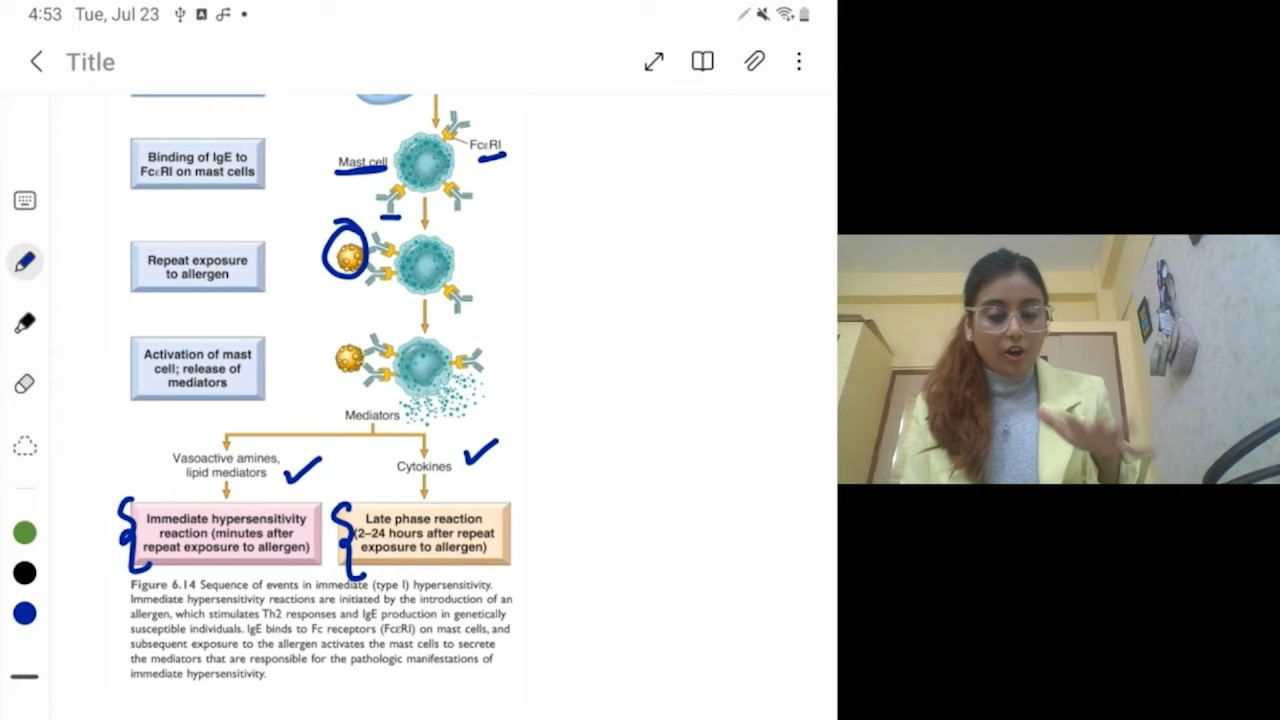 4:53 Tue, Jul 23
Title
Binding of IgE to
FcεRI on mast cells
Mast cell
FcεRI
Repeat exposure
to allergen
Activation of mast
cell; release of
mediators
Mediators
Vasoactive amines,
lipid mediators
Cytokines
Immediate hypersensitivity
reaction (minutes after
repeat exposure to allergen)
Late phase reaction
(2–24 hours after repeat
exposure to allergen)
Figure 6.14 Sequence of events in immediate (type I) hypersensitivity.
Immediate hypersensitivity reactions are initiated by the introduction of an
allergen, which stimulates Th2 responses and IgE production in genetically
susceptible individuals. IgE binds to Fc receptors (FcεRI) on mast cells, and
subsequent exposure to the allergen activates the mast cells to secrete
the mediators that are responsible for the pathologic manifestations of
immediate hypersensitivity.